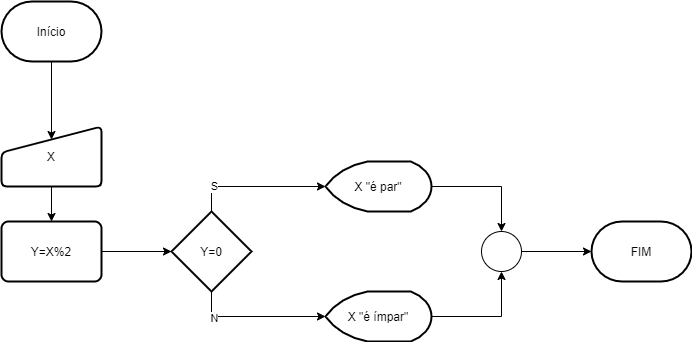 Início
X
Y=X%2
Y=0
S
X "é par"
N
X "é ímpar"
FIM